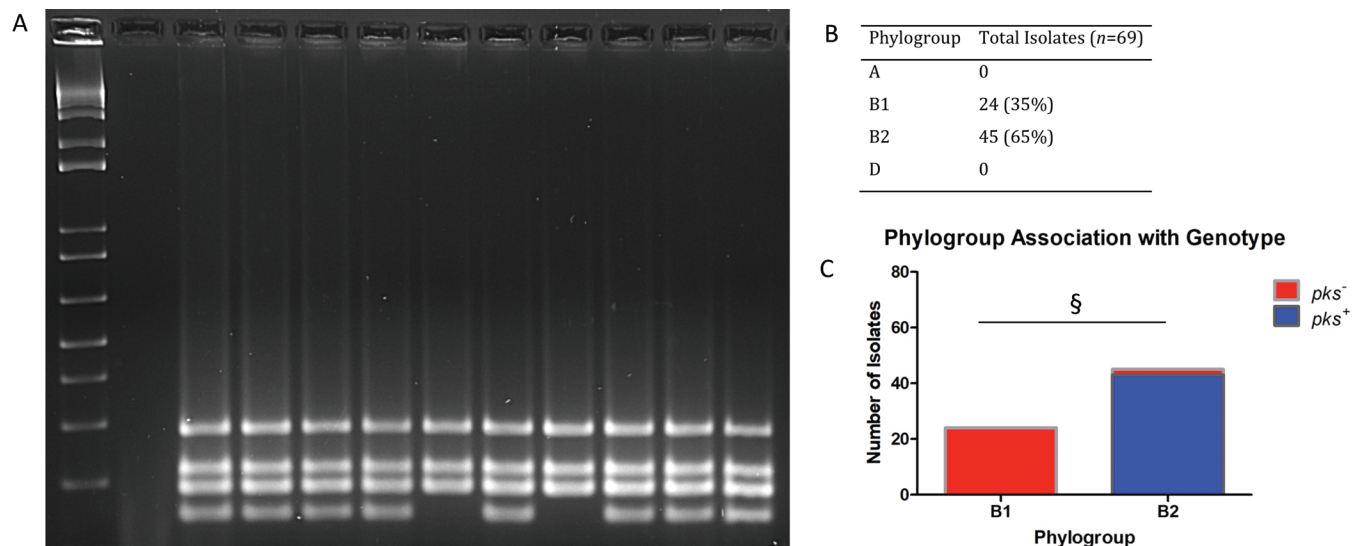 A
B
Phylogroup Total Isolates (n=69)
A 0
B1 24 (35%)
B2 45 (65%)
D 0
Phylogroup Association with Genotype
C
80
60
40
20
0
Number of Isolates
§
B1 B2
Phylogroup
pks-
pks+